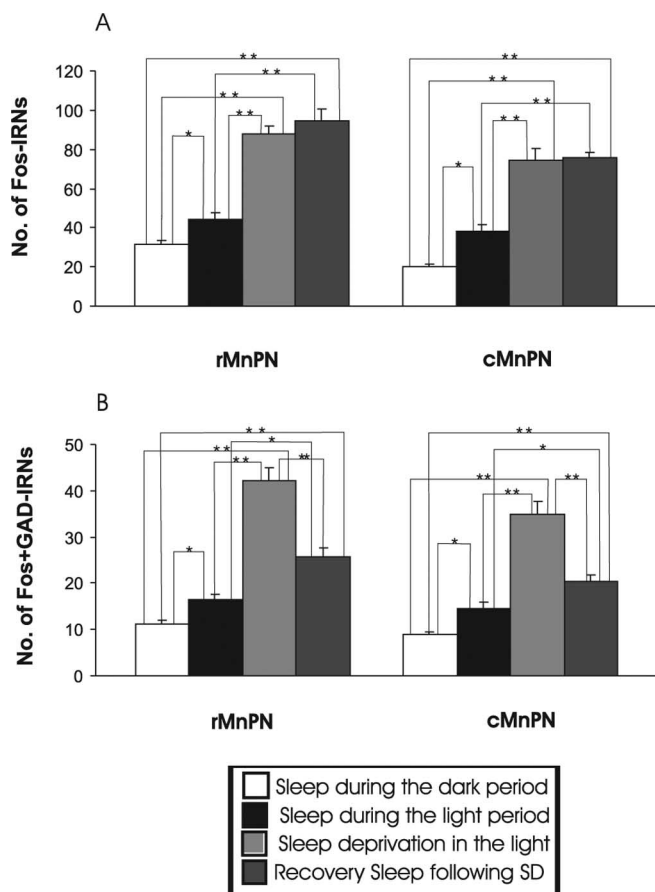 A
** **
** ** ** **
** ** ** **
* *
No. of Fos-IRNs
120
100
80
60
40
20
0
rMnPN cMnPN
B
** **
** * *
** ** ** ** **
* *
No. of Fos+GAD-IRNs
50
40
30
20
10
0
rMnPN cMnPN
Sleep during the dark period
Sleep during the light period
Sleep deprivation in the light
Recovery Sleep following SD